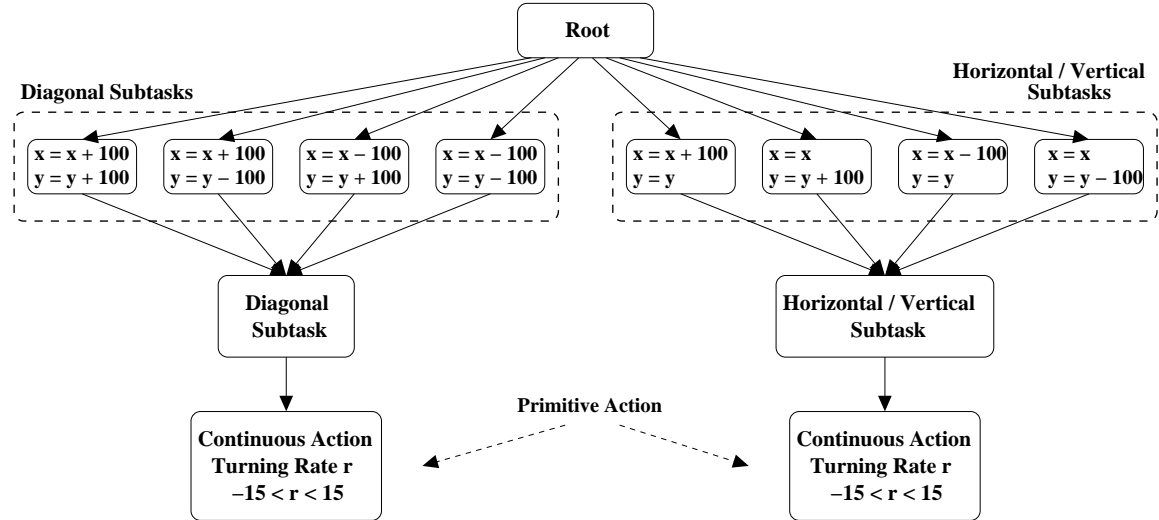 Root
Diagonal Subtasks
Horizontal / Vertical
Subtasks
x = x + 100
y = y + 100
x = x + 100
y = y − 100
x = x − 100
y = y + 100
x = x − 100
y = y − 100
x = x + 100
y = y
x = x
y = y + 100
x = x − 100
y = y
x = x
y = y − 100
Diagonal
Subtask
Horizontal / Vertical
Subtask
Primitive Action
Continuous Action
Turning Rate r
−15 < r < 15
Continuous Action
Turning Rate r
−15 < r < 15